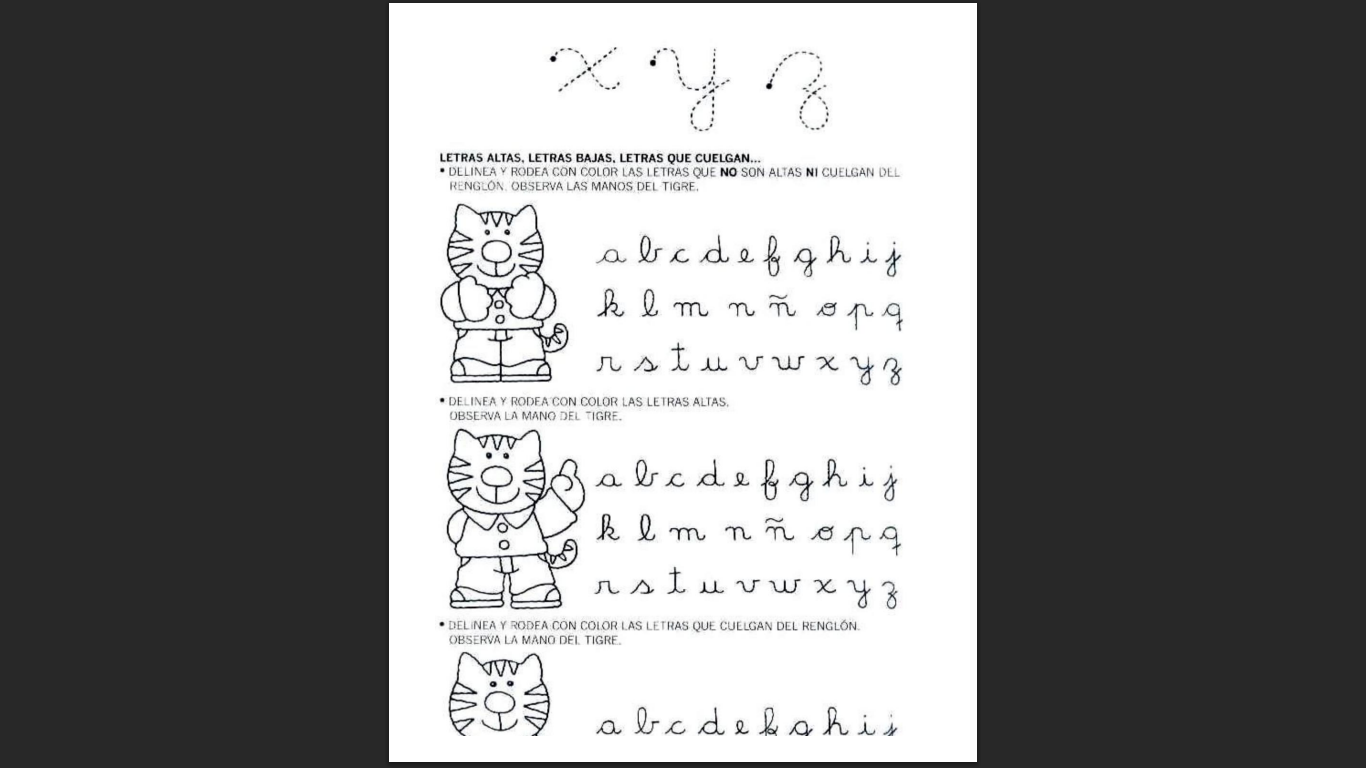 x y z
LETRAS ALTAS, LETRAS BAJAS, LETRAS QUE CUELGAN...
• DELINEA Y RODEA CON COLOR LAS LETRAS QUE NO SON ALTAS NI CUELGAN DEL
RENGLÓN. OBSERVA LAS MANOS DEL TIGRE.
a b c d e f g h i j
k l m n ñ o p q
r s t u v w x y z
• DELINEA Y RODEA CON COLOR LAS LETRAS ALTAS.
OBSERVA LA MANO DEL TIGRE.
a b c d e f g h i j
k l m n ñ o p q
r s t u v w x y z
• DELINEA Y RODEA CON COLOR LAS LETRAS QUE CUELGAN DEL RENGLÓN.
OBSERVA LA MANO DEL TIGRE.
a b c d e f g h i j